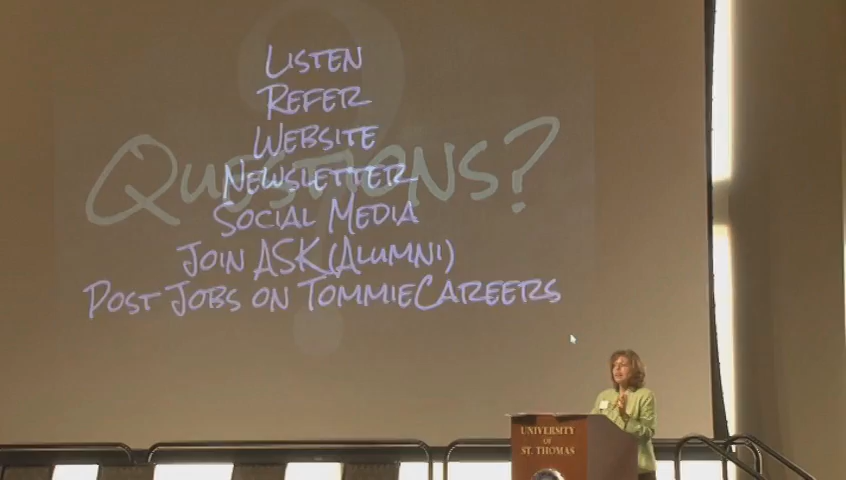 Listen
Refer
Website
Questions?
Newsletter
Social Media
Join ASK (Alumni)
Post Jobs on TommieCareers
UNIVERSITY
OF
ST. THOMAS